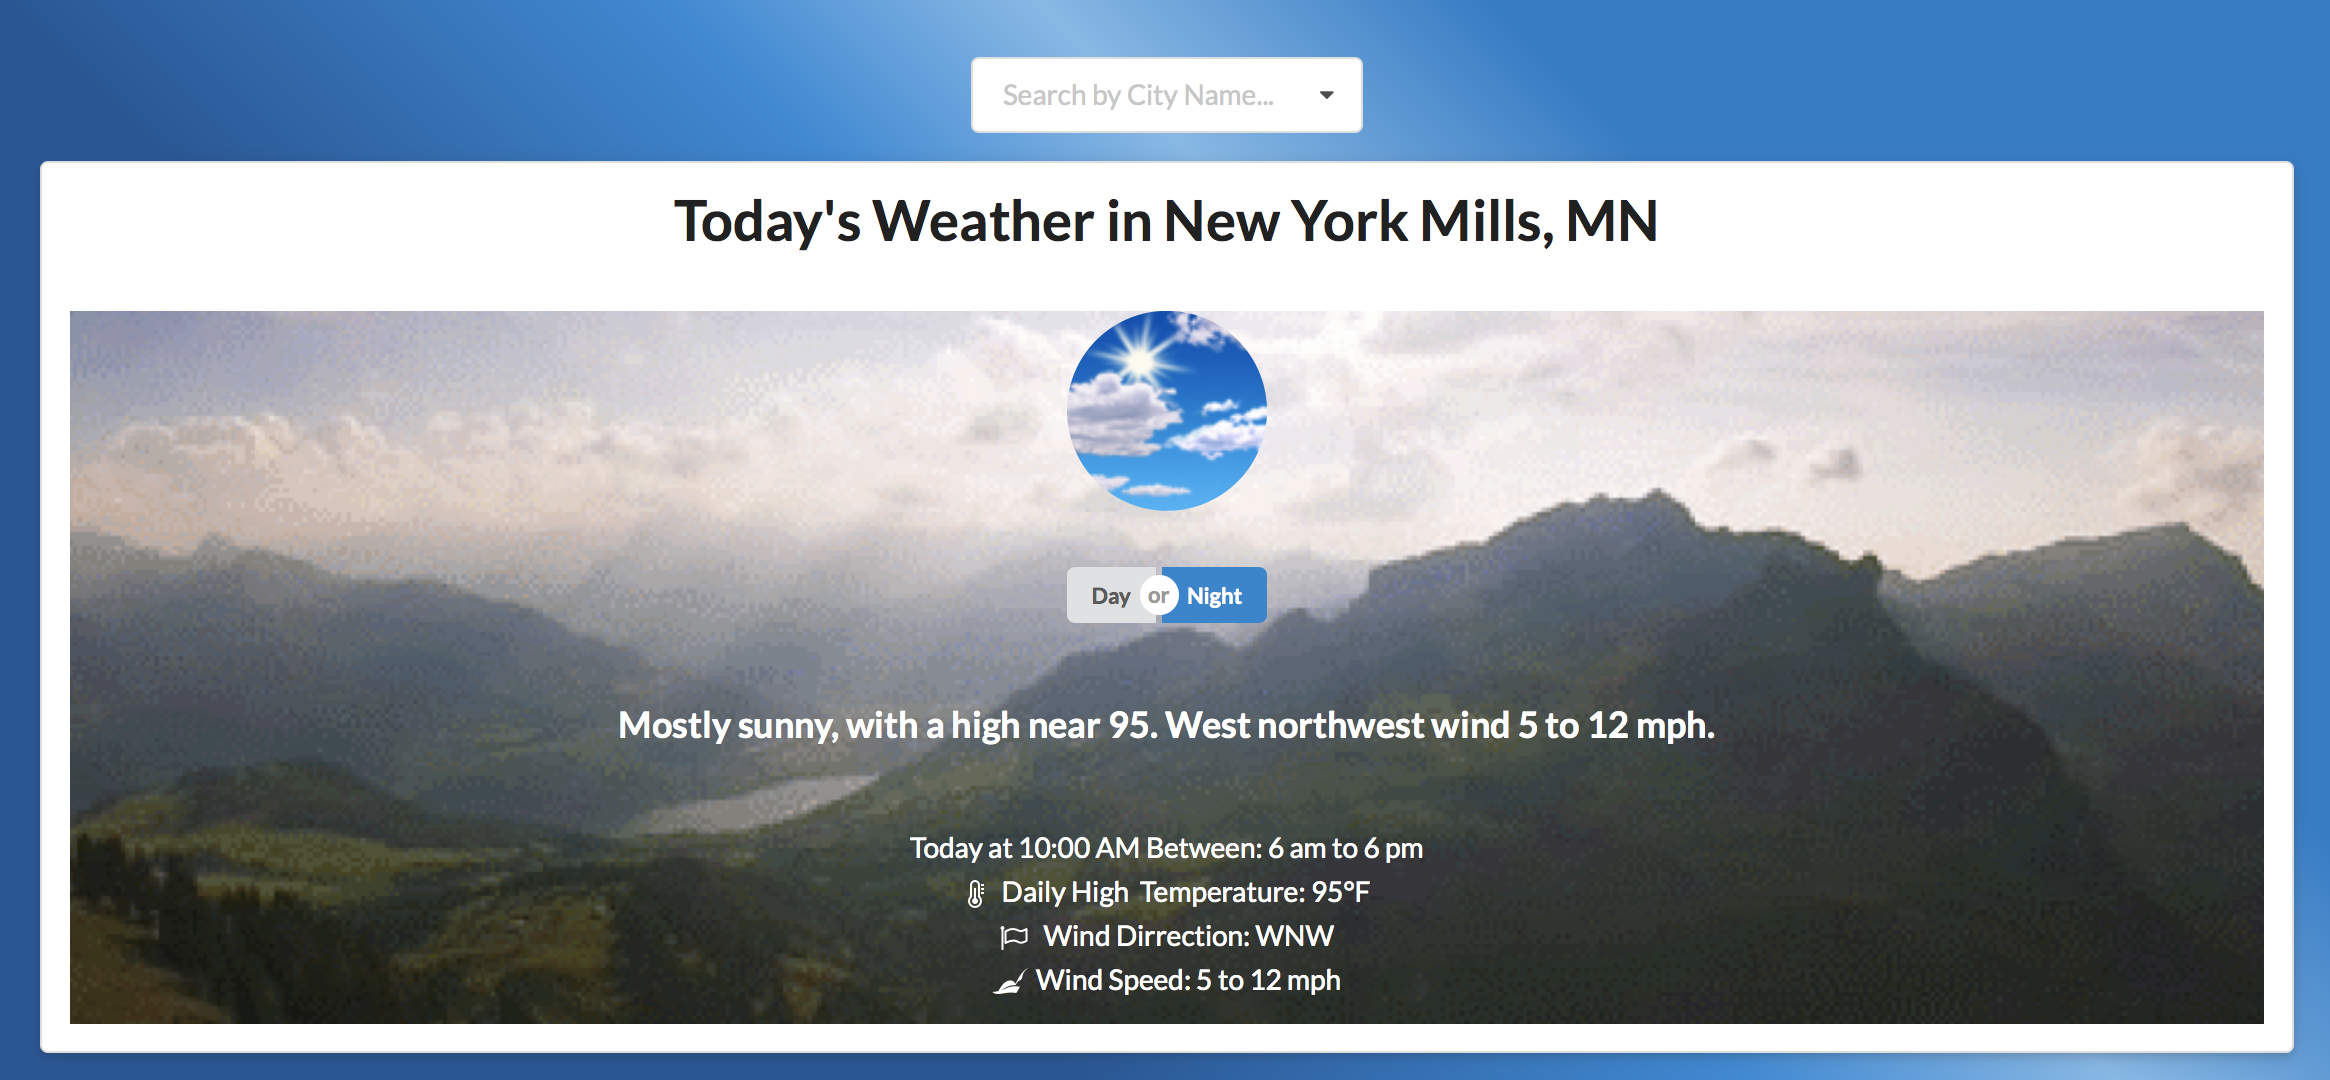 Search by City Name...
Today's Weather in New York Mills, MN
Day or Night
Mostly sunny, with a high near 95. West northwest wind 5 to 12 mph.
Today at 10:00 AM Between: 6 am to 6 pm
Daily High Temperature: 95°F
Wind Dirrection: WNW
Wind Speed: 5 to 12 mph